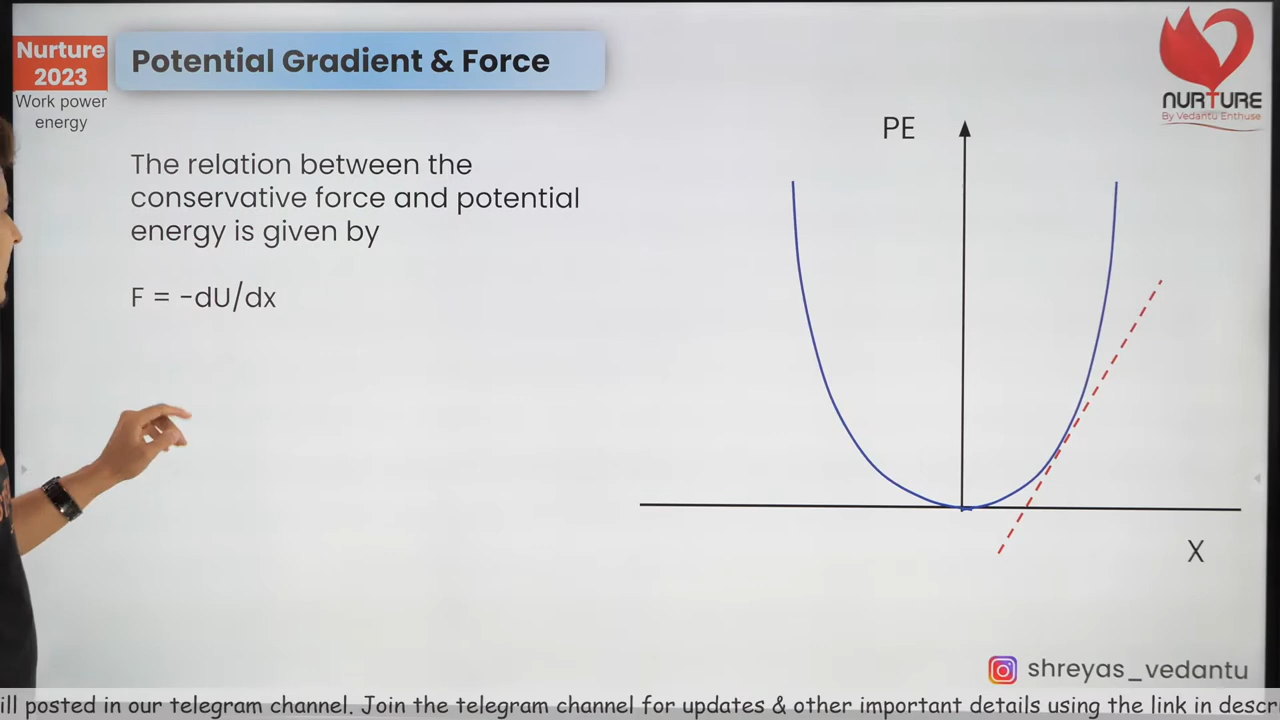 Nurture
2023
Work power
energy
Potential Gradient & Force
NURTURE
By Vedantu Enthuse
The relation between the
conservative force and potential
energy is given by
F = -dU/dx
PE
X
shreyas_vedantu
ill posted in our telegram channel. Join the telegram channel for updates & other important details using the link in descr